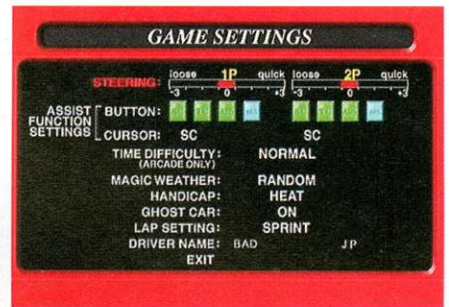 GAME SETTINGS
STEERING: loose 1P quick loose 2P quick
-3 0 +3 -3 0 +3
ASSIST FUNCTION SETTINGS
BUTTON:
CURSOR: SC SC
TIME DIFFICULTY: NORMAL
(ARCADE ONLY)
MAGIC WEATHER: RANDOM
HANDICAP: HEAT
GHOST CAR: ON
LAP SETTING: SPRINT
DRIVER NAME: BAD JP
EXIT